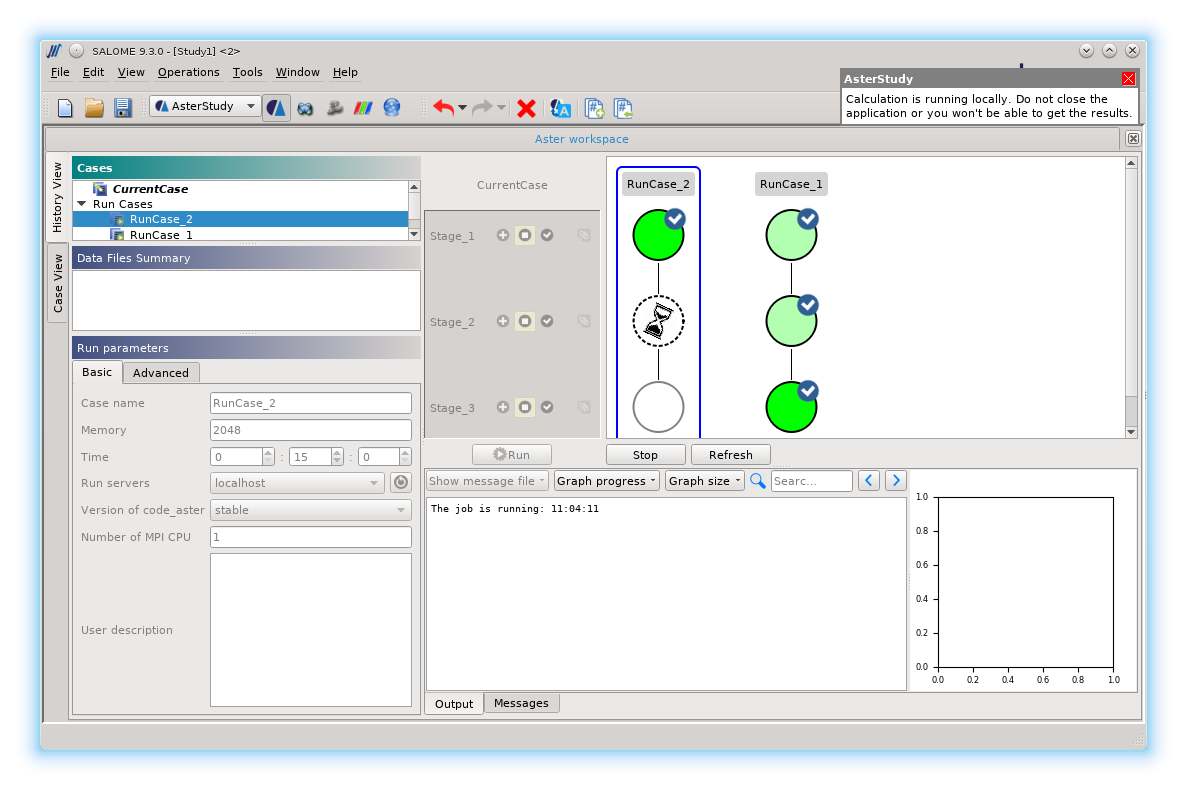 SALOME 9.3.0 - [Study1] <2>
File Edit View Operations Tools Window Help
AsterStudy
Calculation is running locally. Do not close the
application or you won't be able to get the results.
AsterStudy
Aster workspace
History View
Case View
Cases
CurrentCase
Run Cases
RunCase_2
RunCase_1
Data Files Summary
Run parameters
Basic Advanced
Case name RunCase_2
Memory 2048
Time 0 : 15 : 0
Run servers localhost
Version of code_aster stable
Number of MPI CPU 1
User description
CurrentCase
RunCase_2 RunCase_1
Stage_1
Stage_2
Stage_3
Run Stop Refresh
Show message file Graph progress Graph size Searc...
The job is running: 11:04:11
Output Messages
1.0
0.8
0.6
0.4
0.2
0.0
0.0 0.2 0.4 0.6 0.8 1.0